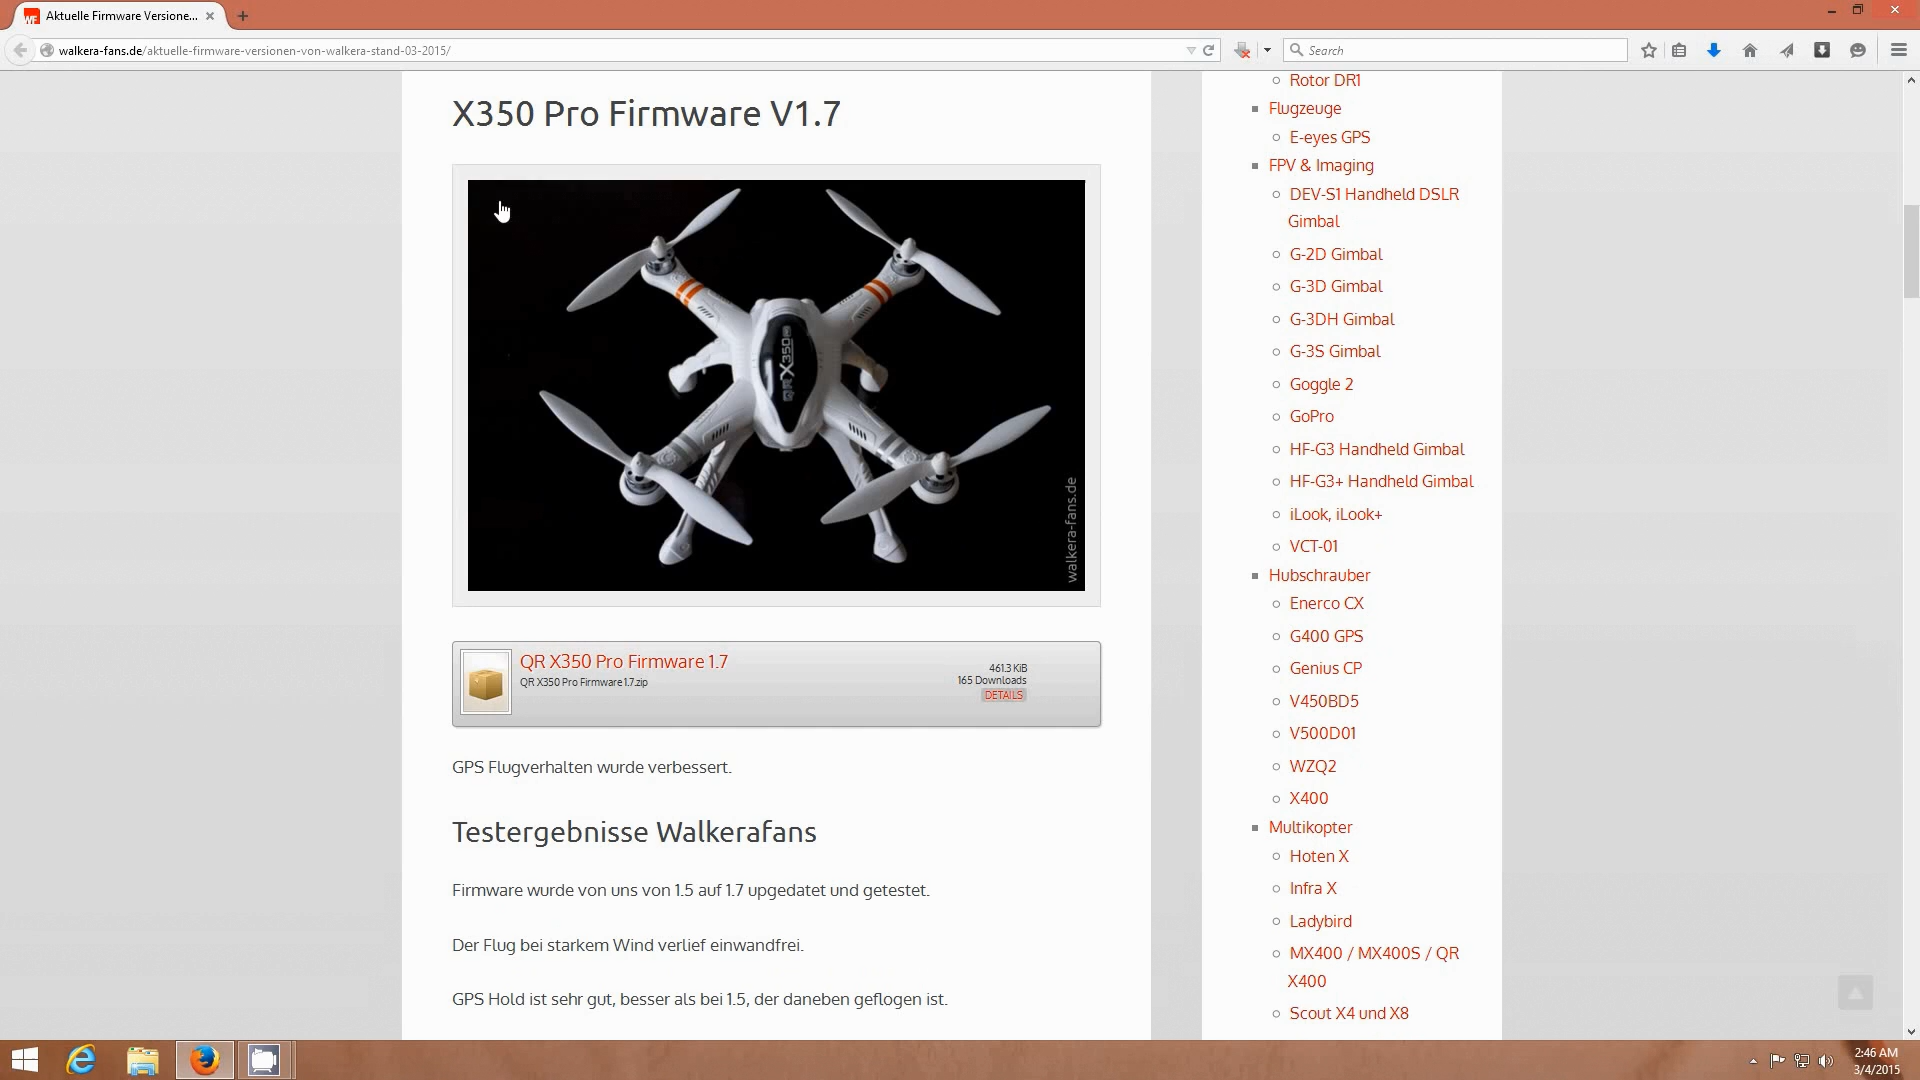 Aktuelle Firmware Versione...
walkera-fans.de/aktuelle-firmware-versionen-von-walkera-stand-03-2015/
Search
X350 Pro Firmware V1.7
QR X350
walkera-fans.de
QR X350 Pro Firmware 1.7
QR X350 Pro Firmware1.7.zip
461.3 KiB
165 Downloads
DETAILS
GPS Flugverhalten wurde verbessert.
Testergebnisse Walkerafans
Firmware wurde von uns von 1.5 auf 1.7 upgedatet und getestet.
Der Flug bei starkem Wind verlief einwandfrei.
GPS Hold ist sehr gut, besser als bei 1.5, der daneben geflogen ist.
Rotor DR1
Flugzeuge
E-eyes GPS
FPV & Imaging
DEV-S1 Handheld DSLR
Gimbal
G-2D Gimbal
G-3D Gimbal
G-3DH Gimbal
G-3S Gimbal
Goggle 2
GoPro
HF-G3 Handheld Gimbal
HF-G3+ Handheld Gimbal
iLook, iLook+
VCT-01
Hubschrauber
Enerco CX
G400 GPS
Genius CP
V450BD5
V500D01
WZQ2
X400
Multikopter
Hoten X
Infra X
Ladybird
MX400 / MX400S / QR
X400
Scout X4 und X8
2:46 AM
3/4/2015